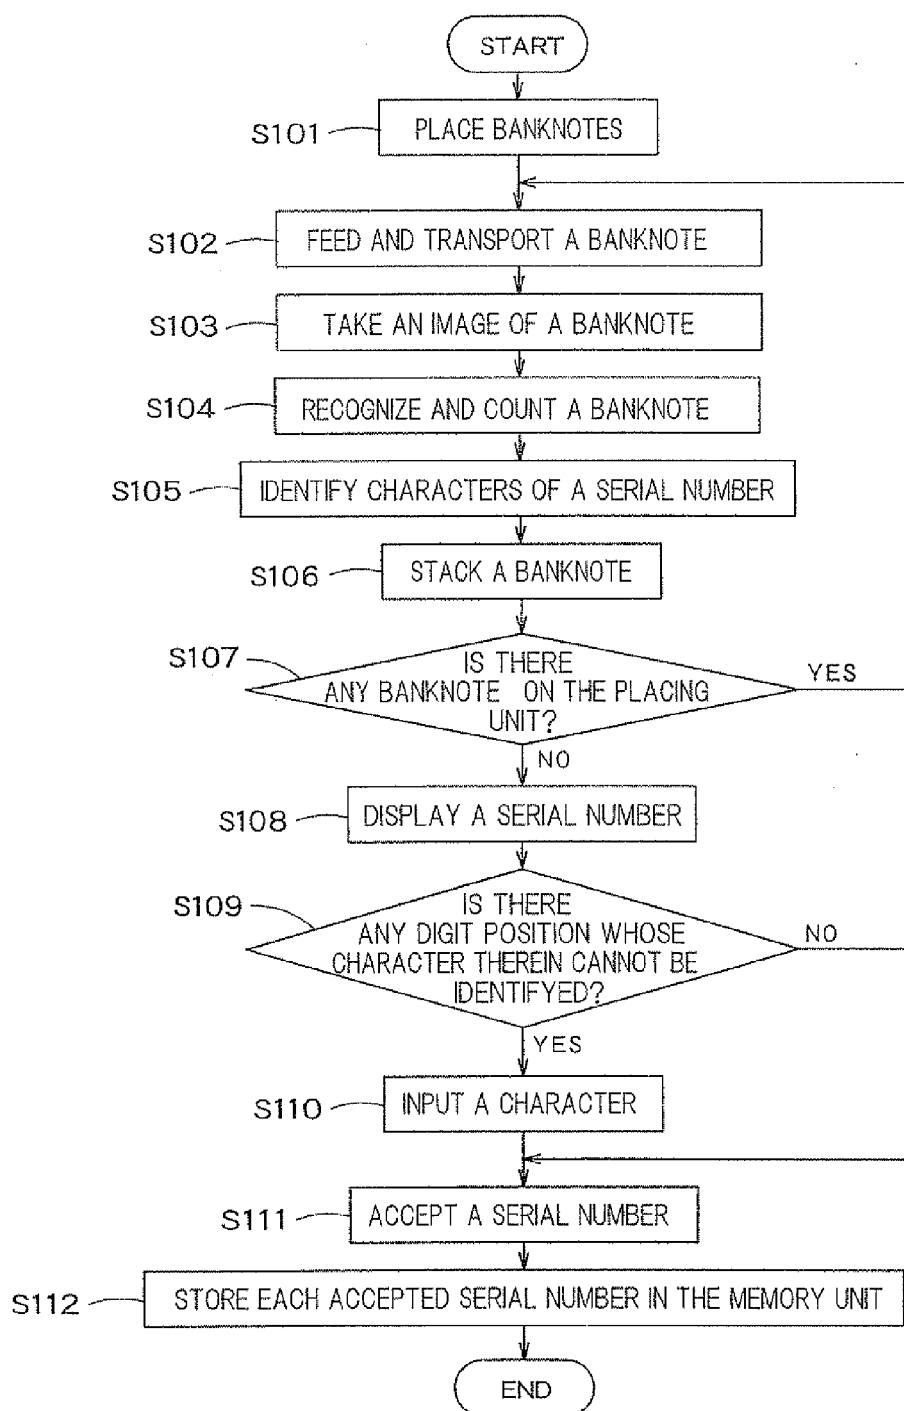 START
S101
PLACE BANKNOTES
S102
FEED AND TRANSPORT A BANKNOTE
S103
TAKE AN IMAGE OF A BANKNOTE
S104
RECOGNIZE AND COUNT A BANKNOTE
S105
IDENTIFY CHARACTERS OF A SERIAL NUMBER
S106
STACK A BANKNOTE
S107
IS THERE
ANY BANKNOTE ON THE PLACING
UNIT?
YES
NO
S108
DISPLAY A SERIAL NUMBER
S109
IS THERE
ANY DIGIT POSITION WHOSE
CHARACTER THEREIN CANNOT BE
IDENTIFYED?
NO
YES
S110
INPUT A CHARACTER
S111
ACCEPT A SERIAL NUMBER
S112
STORE EACH ACCEPTED SERIAL NUMBER IN THE MEMORY UNIT
END